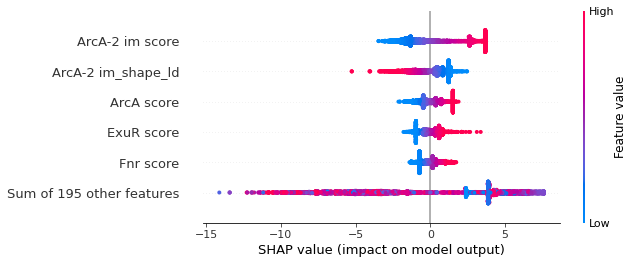 High
ArcA-2 im score
ArcA-2 im_shape_ld
ArcA score
ExuR score
Fnr score
Sum of 195 other features
Feature value
Low
−15 −10 −5 0 5
SHAP value (impact on model output)